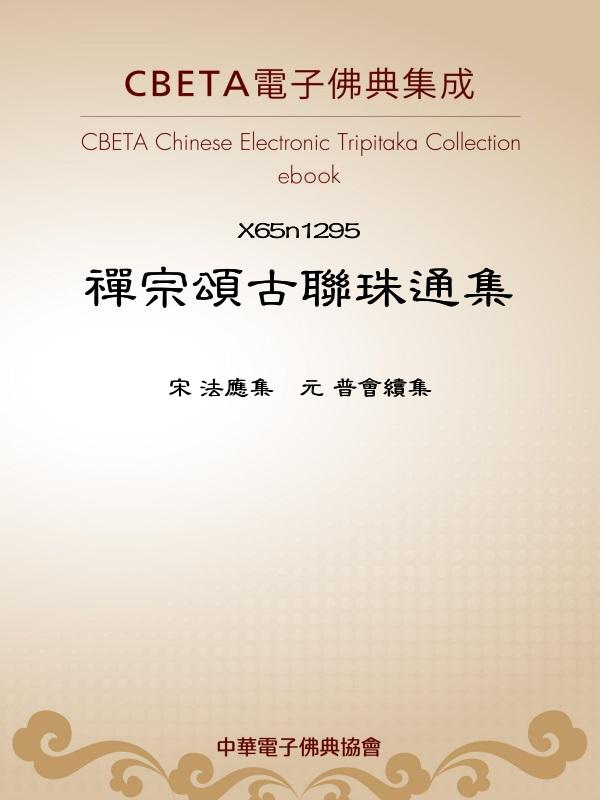 CBETA電子佛典集成
CBETA Chinese Electronic Tripitaka Collection
ebook
X65n1295
禪宗頌古聯珠通集
宋 法應集　元 普會續集
中華電子佛典協會